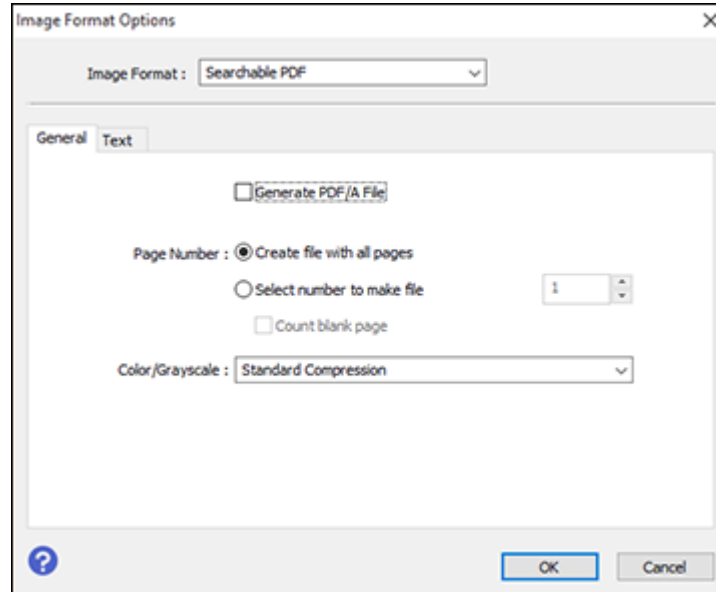 Image Format Options
Image Format : Searchable PDF
General Text
Generate PDF/A File
Page Number : Create file with all pages
Select number to make file 1
Count blank page
Color/Grayscale : Standard Compression
? OK Cancel